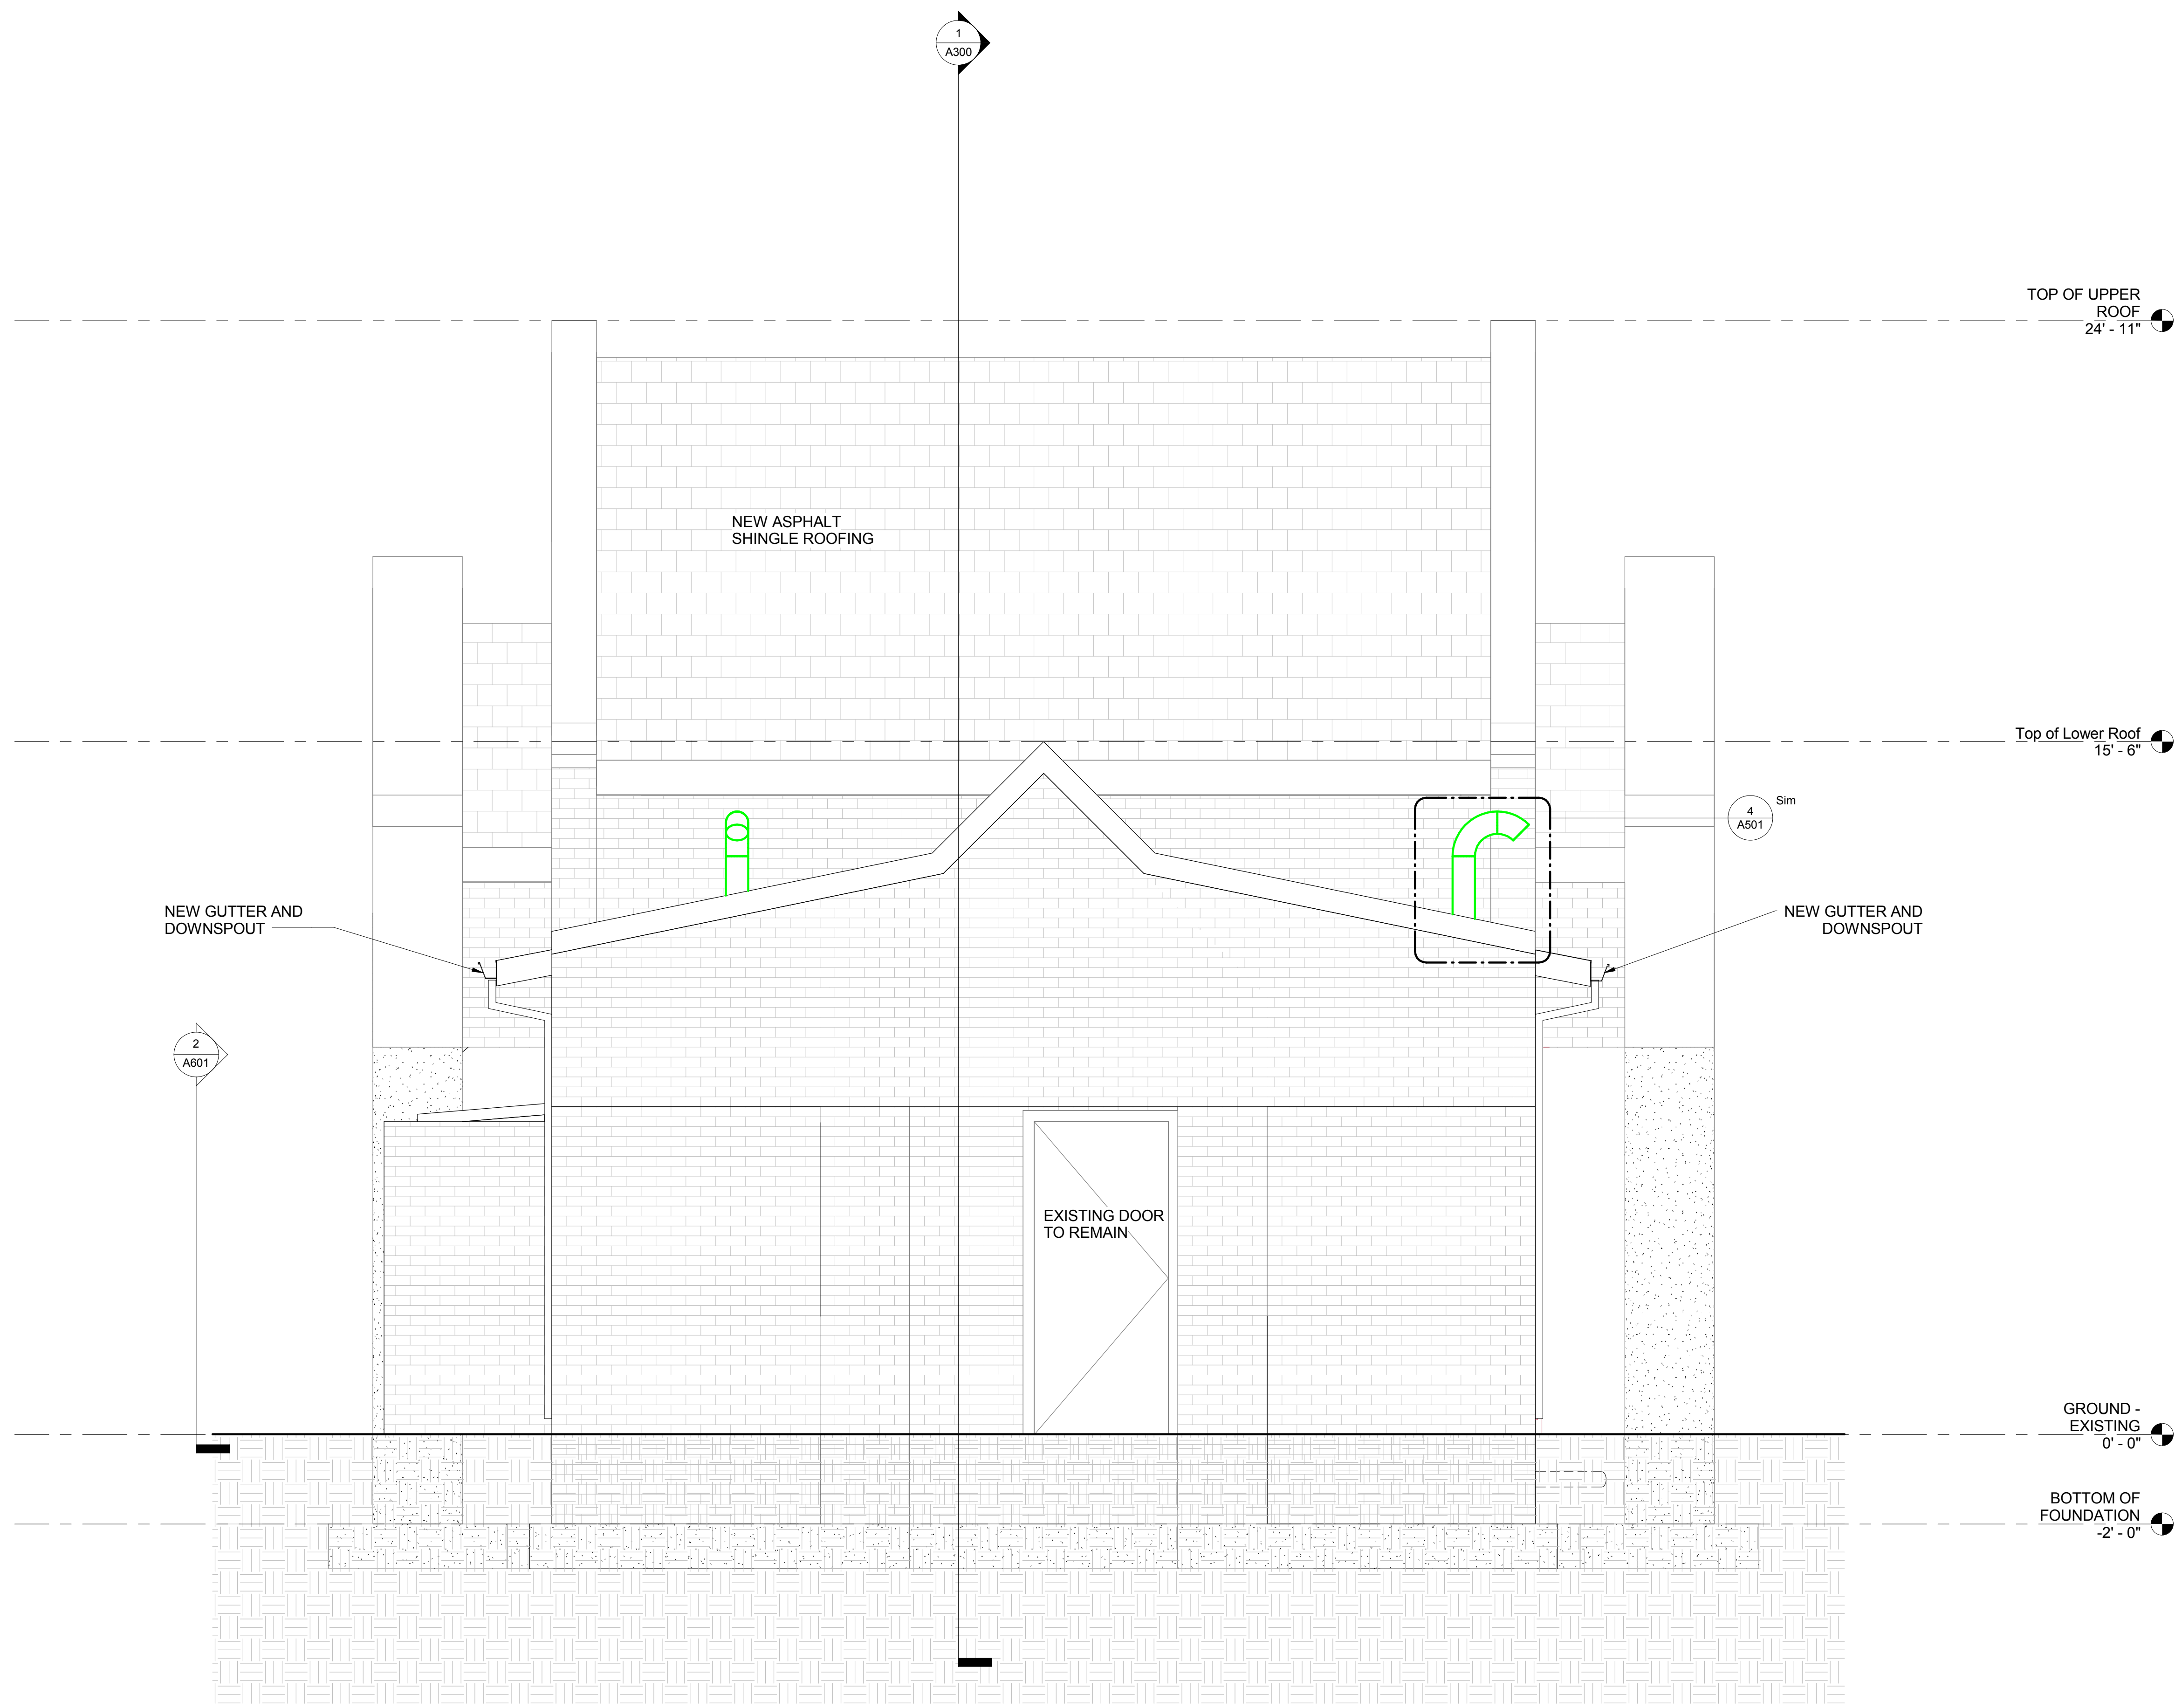 1
A300
TOP OF UPPER
ROOF
24' - 11"
NEW ASPHALT
SHINGLE ROOFING
Top of Lower Roof
15' - 6"
Sim
4
A501
NEW GUTTER AND
DOWNSPOUT
NEW GUTTER AND
DOWNSPOUT
2
A601
EXISTING DOOR
TO REMAIN
GROUND -
EXISTING
0' - 0"
BOTTOM OF
FOUNDATION
-2' - 0"